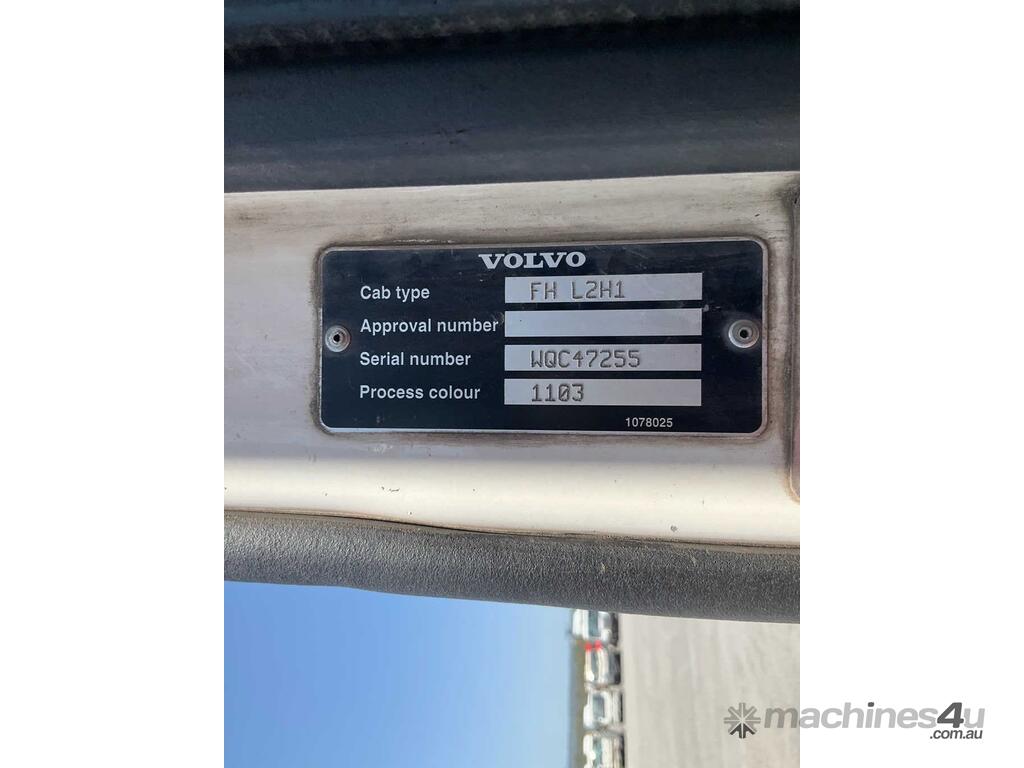 VOLVO
Cab type FH L2H1
Approval number
Serial number WQC47255
Process colour 1103
1078025
machines4u
.com.au